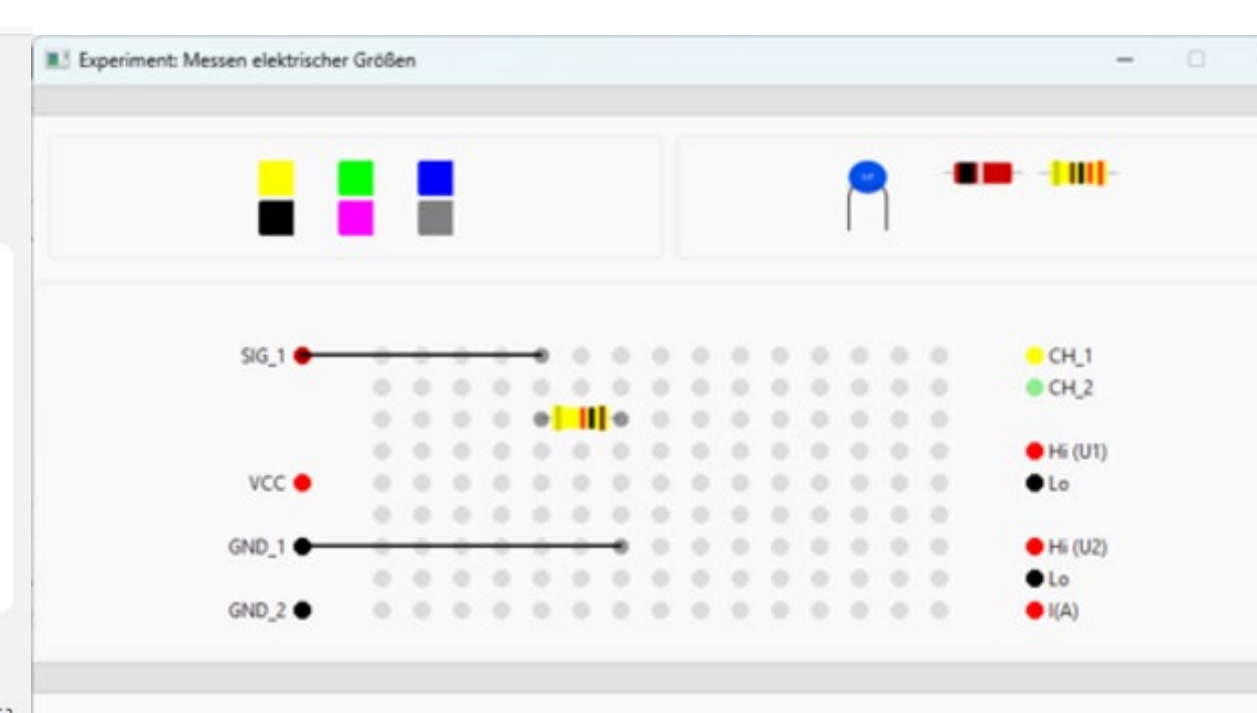 Experiment: Messen elektrischer Größen
SIG_1
CH_1
CH_2
Hi (U1)
VCC
Lo
GND_1
Hi (U2)
Lo
GND_2
I(A)